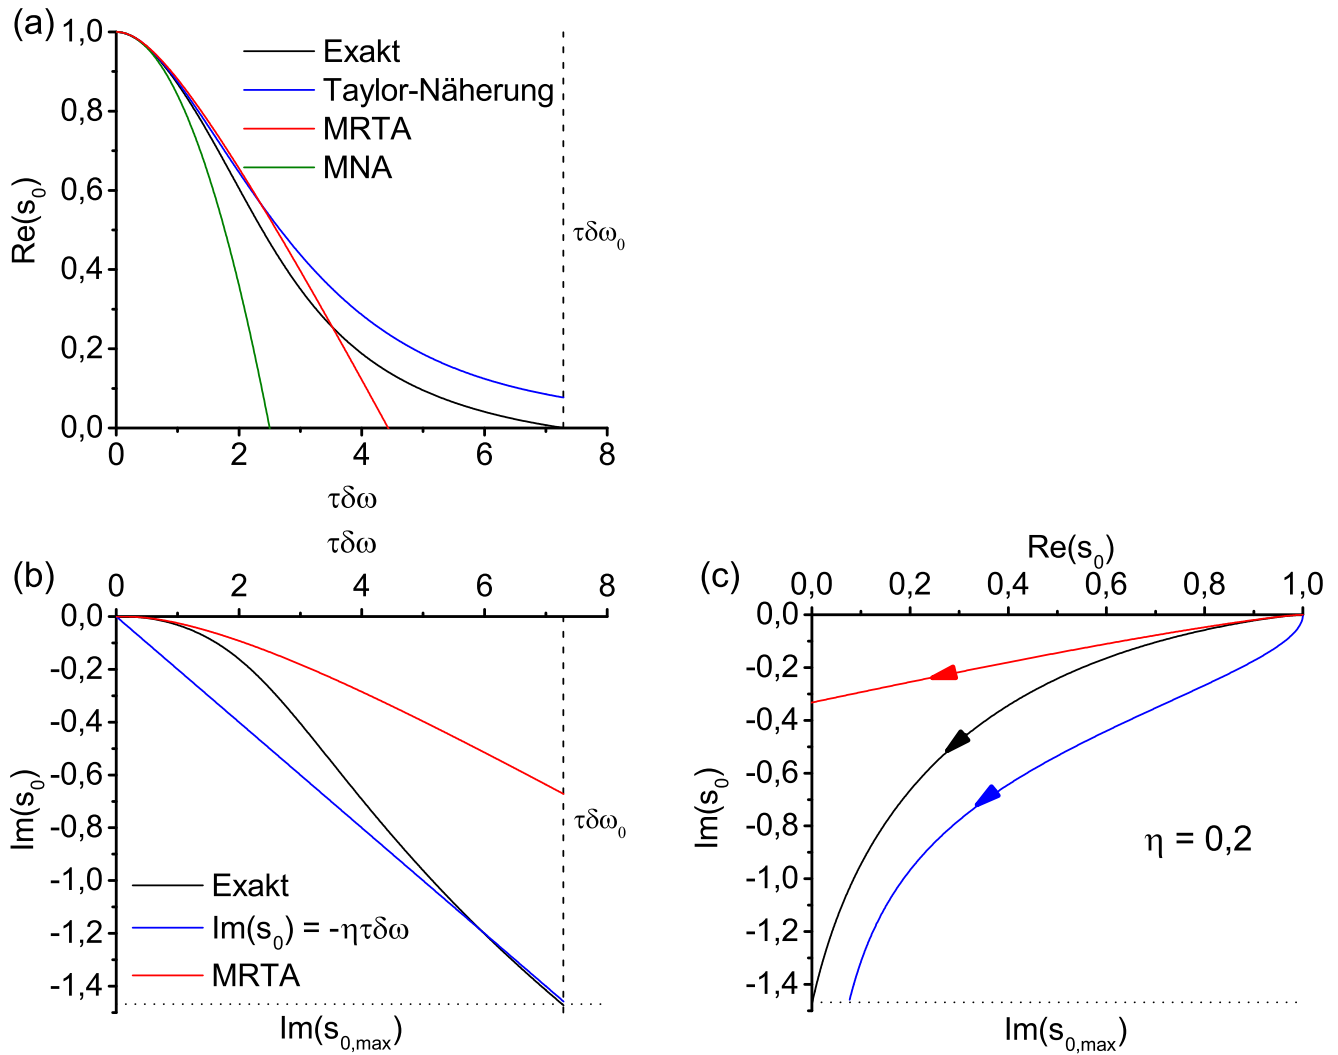 (a)
1,0
0,8
0,6
0,4
0,2
0,0
Re(s₀)
Exakt
Taylor-Näherung
MRTA
MNA
τδω₀
0 2 4 6 8
τδω
τδω
(b)
0 2 4 6 8
0,0
-0,2
-0,4
-0,6
-0,8
-1,0
-1,2
-1,4
Im(s₀)
τδω₀
Exakt
Im(s₀) = -ητδω
MRTA
Im(s₀,max)
(c)
Re(s₀)
0,0 0,2 0,4 0,6 0,8 1,0
0,0
-0,2
-0,4
-0,6
-0,8
-1,0
-1,2
-1,4
Im(s₀)
η = 0,2
Im(s₀,max)